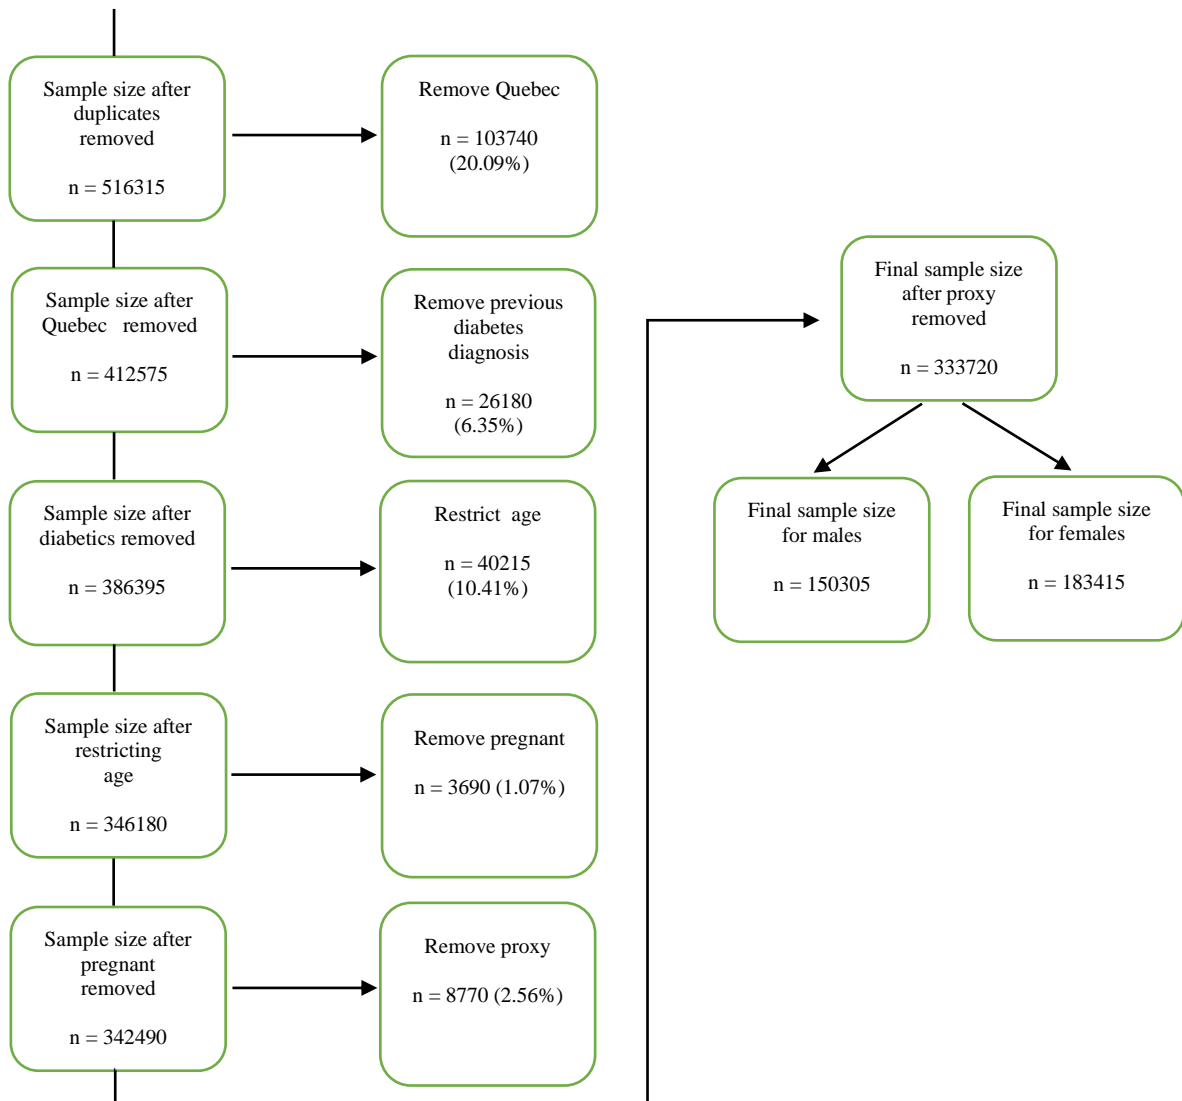 Sample size after
duplicates
removed
n = 516315
Remove Quebec
n = 103740
(20.09%)
Sample size after
Quebec removed
n = 412575
Remove previous
diabetes
diagnosis
n = 26180
(6.35%)
Sample size after
diabetics removed
n = 386395
Restrict age
n = 40215
(10.41%)
Sample size after
restricting
age
n = 346180
Remove pregnant
n = 3690 (1.07%)
Sample size after
pregnant
removed
n = 342490
Remove proxy
n = 8770 (2.56%)
Final sample size
after proxy
removed
n = 333720
Final sample size
for males
n = 150305
Final sample size
for females
n = 183415